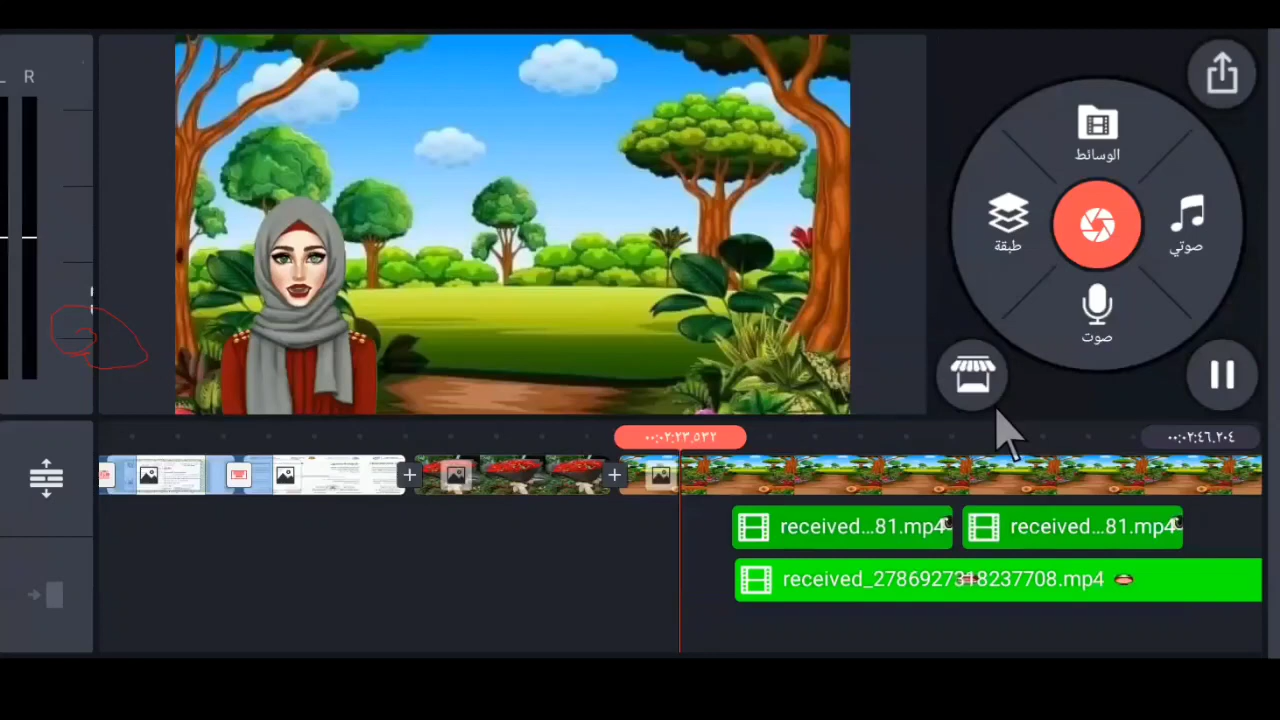 L R
الوسائط
طبقة
صوتي
صوت
٠٠:٠٢:٢٣,٥٣٢
٠٠:٠٢:٤٦,٢٠٤
received...81.mp4
received...81.mp4
received_2786927318237708.mp4